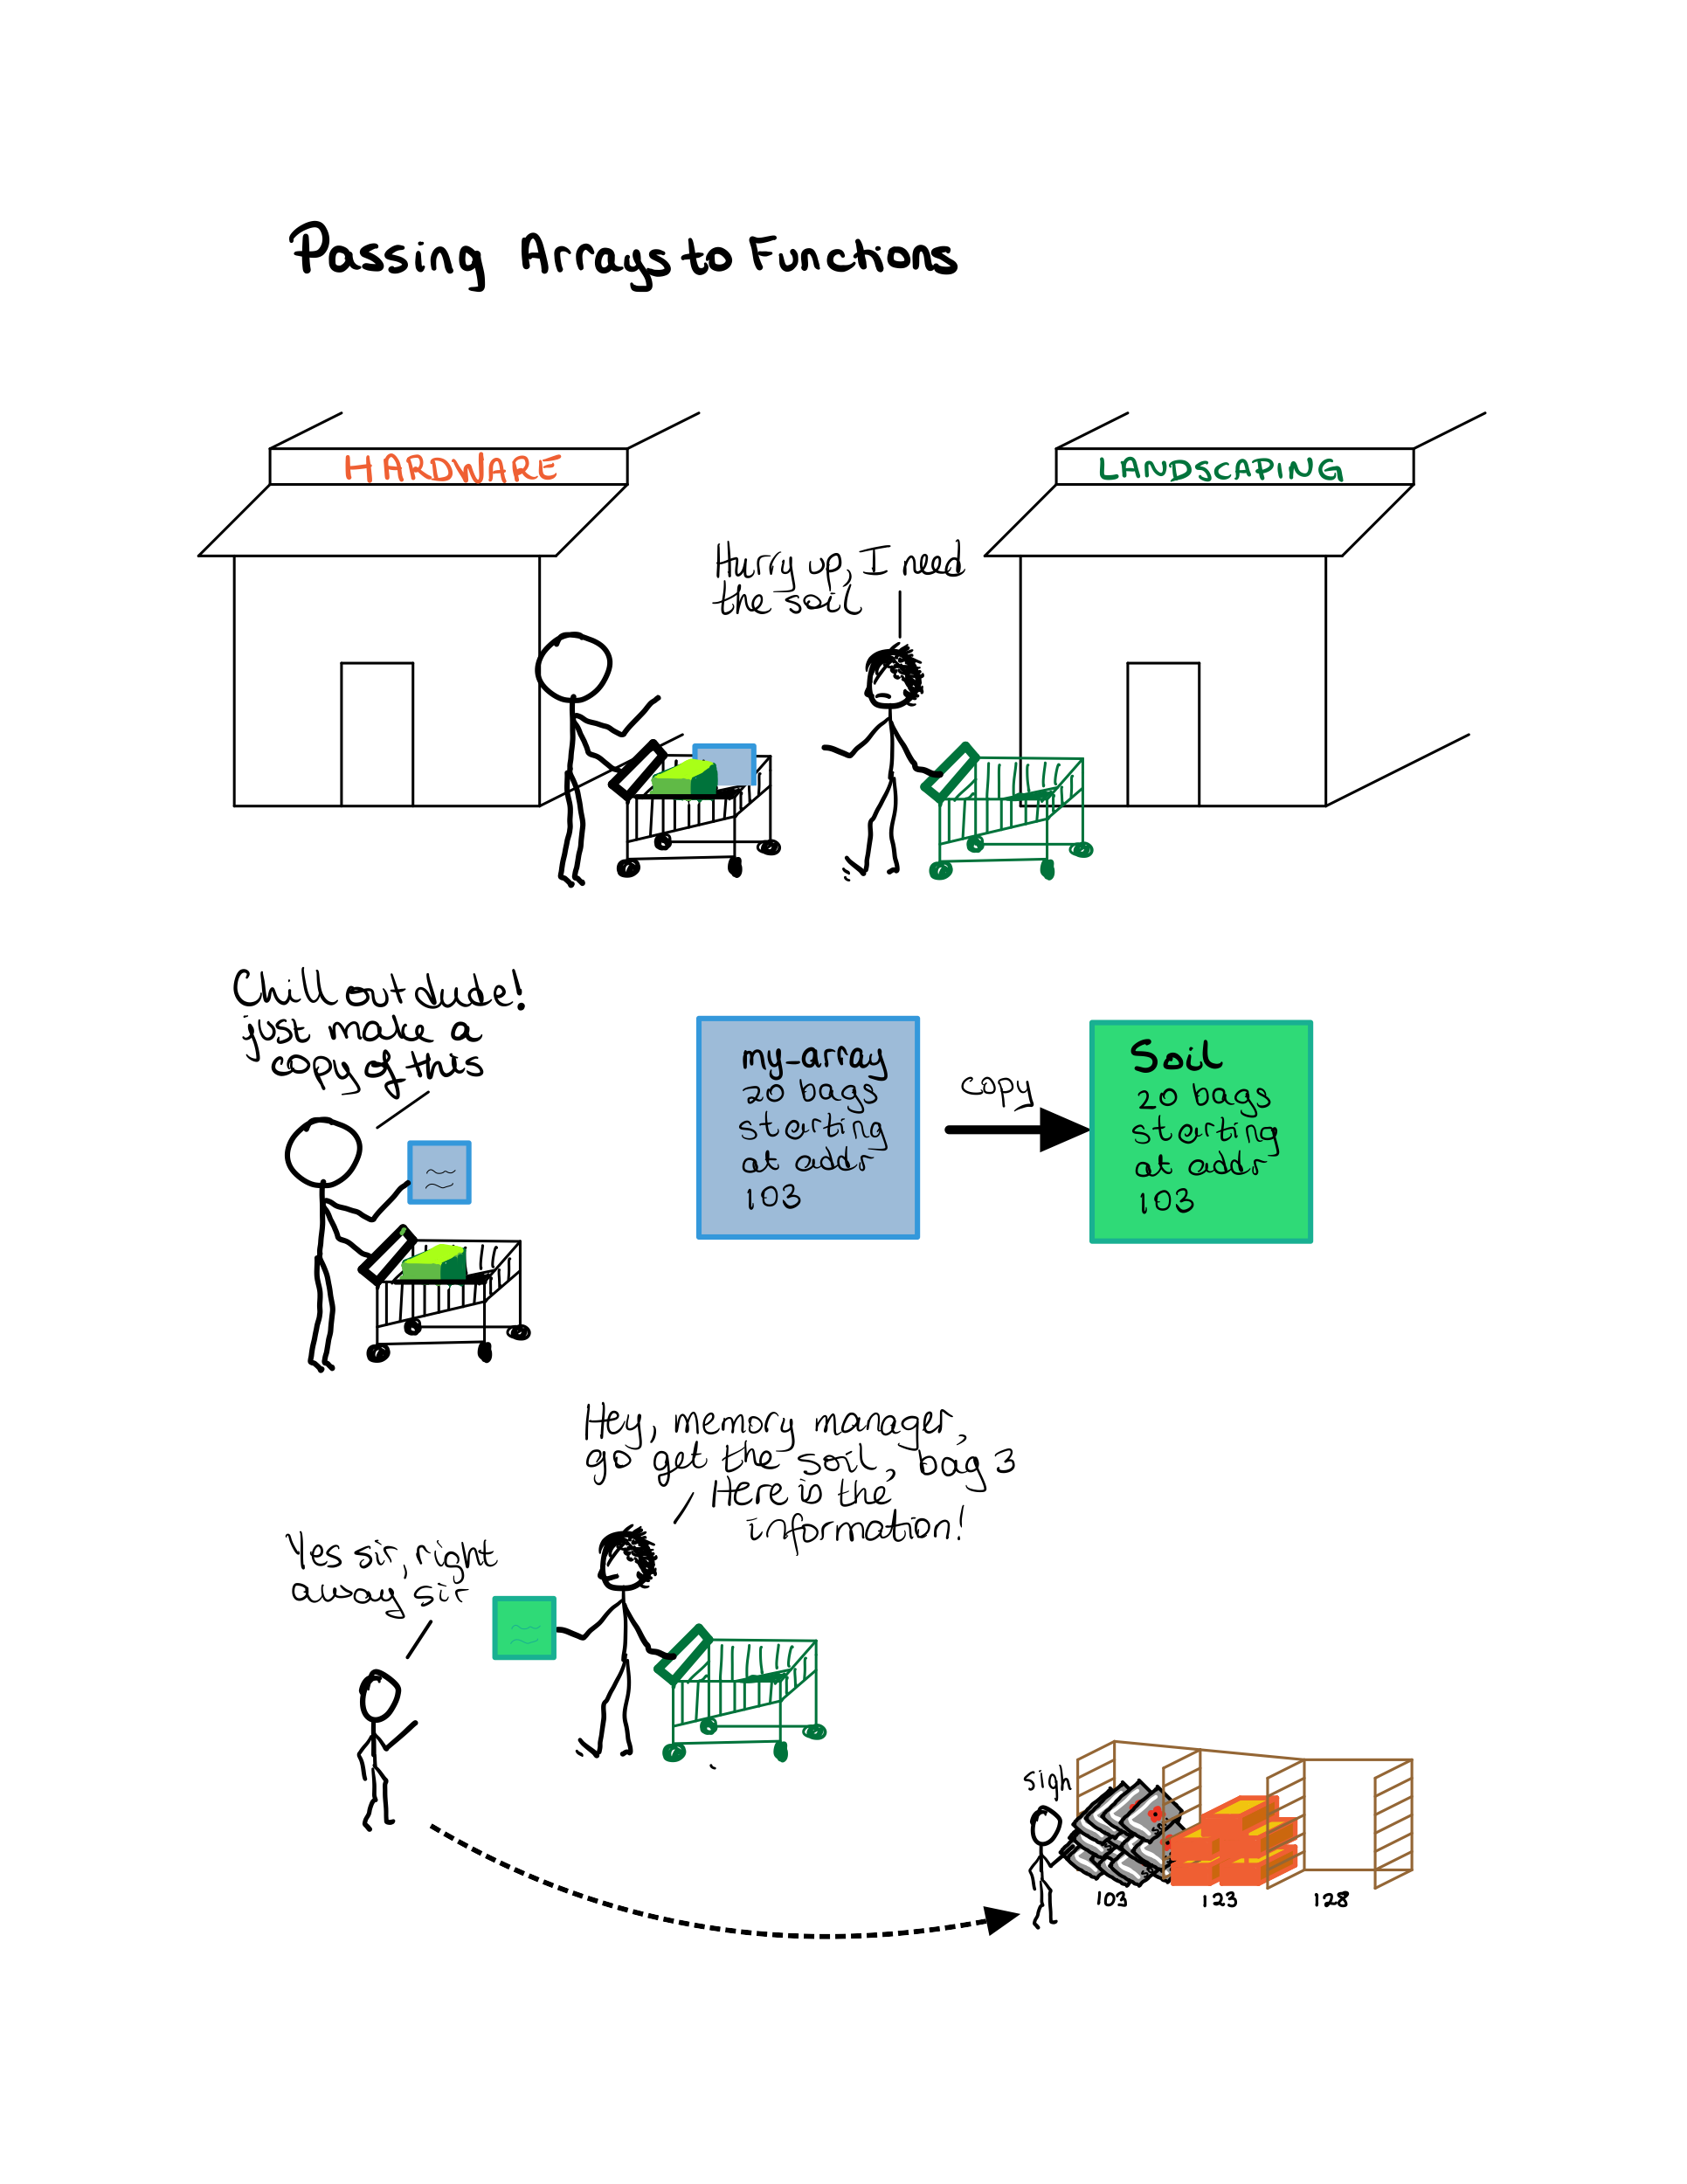 Passing Arrays to Functions
HARDWARE
LANDSCAPING
Hurry up, I need
the soil
Chill out dude!
just make a
copy of this
my-array
20 bags
starting
at addr
103
copy
Soil
20 bags
starting
at addr
103
Hey, memory manager,
go get the soil, bag 3
Here is the
information!
Yes sir, right
away sir
sigh
103
123
128